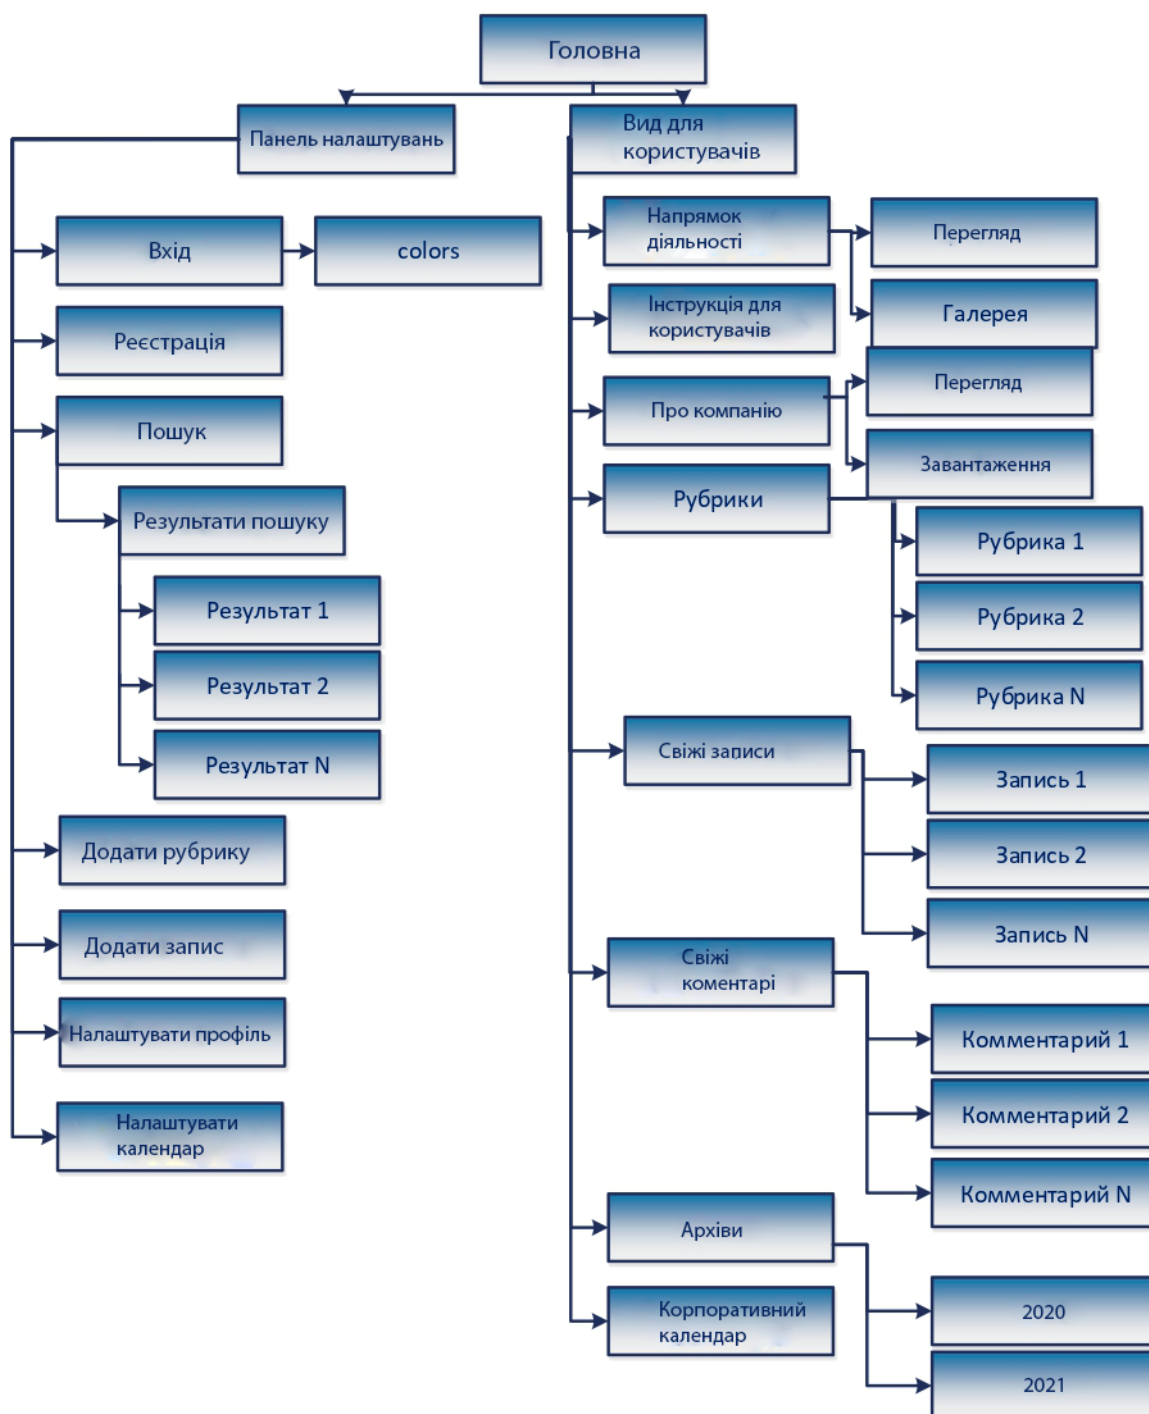 Головна
Панель налаштувань
Вид для
користувачів
Вхід
colors
Реєстрація
Пошук
Результати пошуку
Результат 1
Результат 2
Результат N
Додати рубрику
Додати запис
Налаштувати профіль
Налаштувати
календар
Напрямок
діяльності
Перегляд
Галерея
Інструкція для
користувачів
Про компанію
Перегляд
Завантаження
Рубрики
Рубрика 1
Рубрика 2
Рубрика N
Свіжі записи
Запись 1
Запись 2
Запись N
Свіжі
коментарі
Комментарий 1
Комментарий 2
Комментарий N
Архіви
2020
2021
Корпоративний
календар